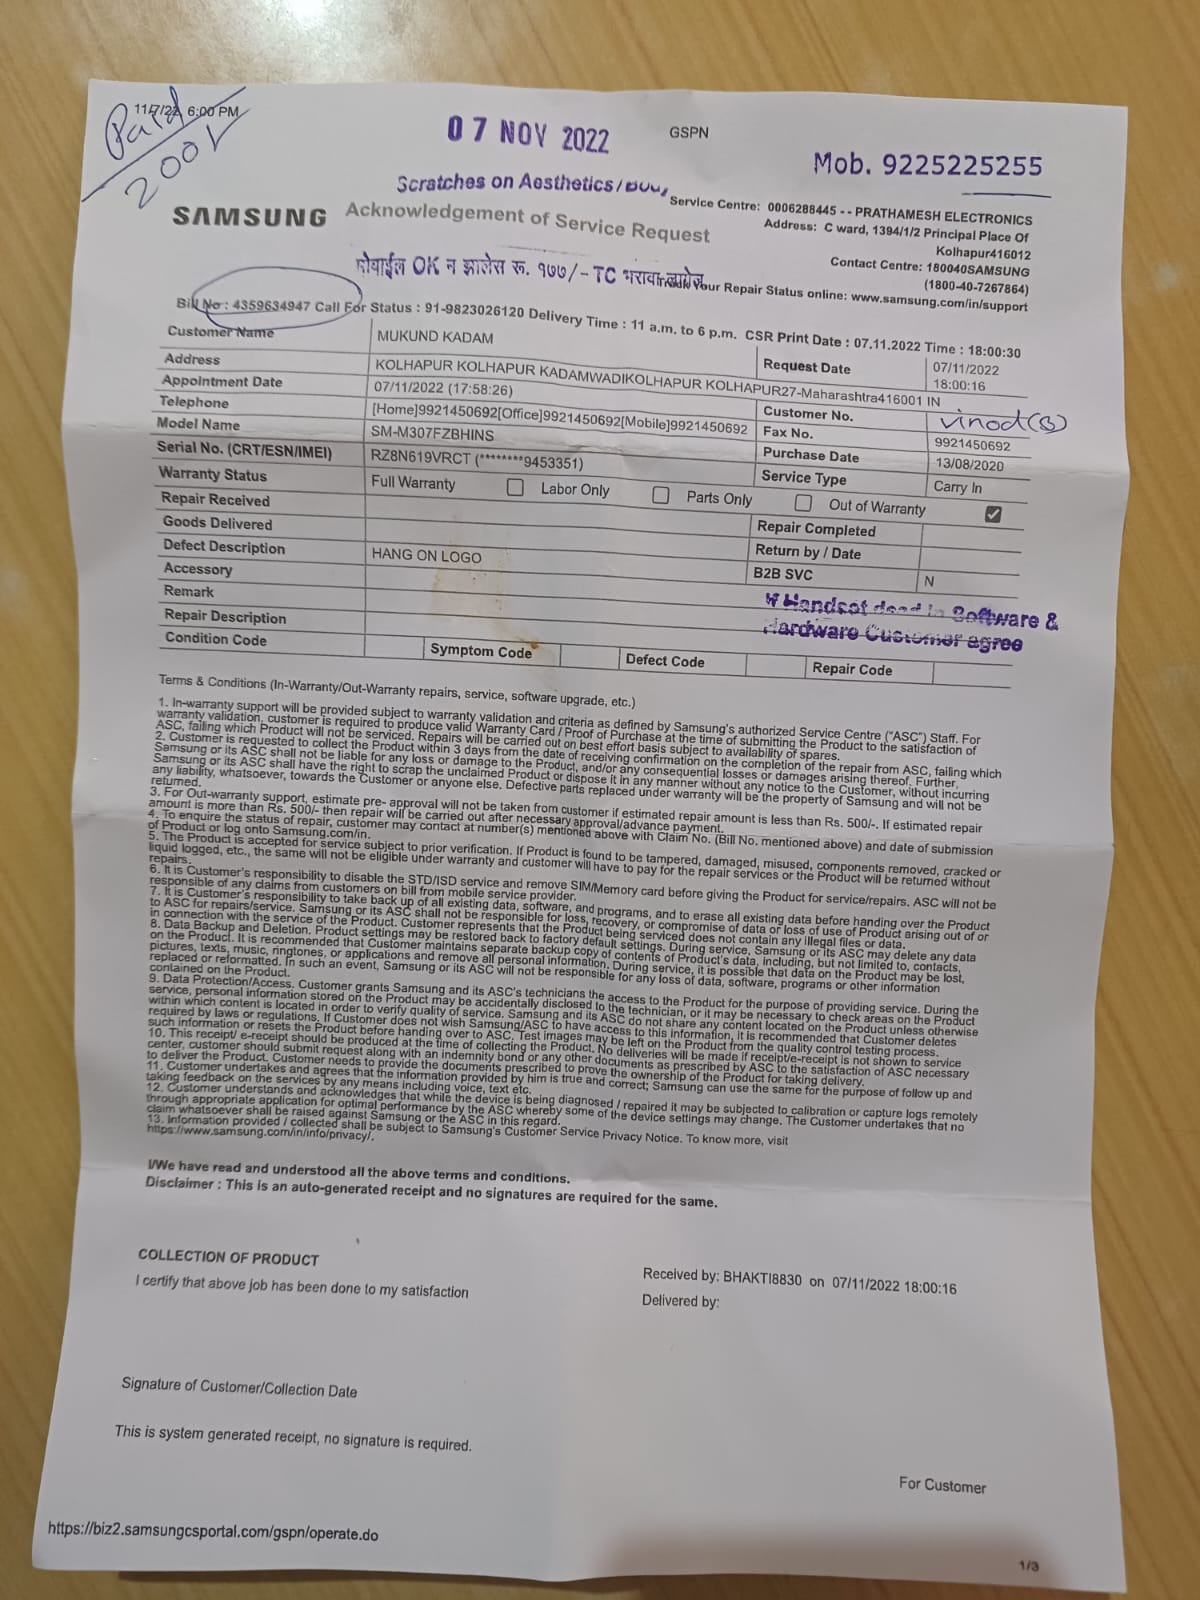 11/7/22, 6:00 PM
Paid
200/-
07 NOV 2022
GSPN
Mob. 9225225255
Scratches on Aesthetics/
SAMSUNG
Acknowledgement of Service Request
Service Centre: 0006288445 - - PRATHAMESH ELECTRONICS
Address: C ward, 1394/1/2 Principal Place Of
Kolhapur416012
Contact Centre: 180040SAMSUNG
(1800-40-7267864)
मोबाईल OK न झालेस रू. १७७/- TC भरावा लागेल
Your Repair Status online: www.samsung.com/in/support
Bill No : 4359634947 Call For Status : 91-9823026120 Delivery Time : 11 a.m. to 6 p.m. CSR Print Date : 07.11.2022 Time : 18:00:30
Customer Name MUKUND KADAM Request Date 07/11/2022 18:00:16
Address KOLHAPUR KOLHAPUR KADAMWADIKOLHAPUR KOLHAPUR27-Maharashtra416001 IN
Appointment Date 07/11/2022 (17:58:26) Customer No. vinod(s)
Telephone [Home]9921450692[Office]9921450692[Mobile]9921450692 Fax No. 9921450692
Model Name SM-M307FZBHINS Purchase Date 13/08/2020
Serial No. (CRT/ESN/IMEI) RZ8N619VRCT (********9453351) Service Type Carry In
Warranty Status Full Warranty Labor Only Parts Only Out of Warranty
Repair Received Repair Completed
Goods Delivered Return by / Date
Defect Description HANG ON LOGO B2B SVC N
Accessory
Remark
Handset dead in Software &
Hardware Customer agree
Repair Description
Condition Code Symptom Code Defect Code Repair Code
Terms & Conditions (In-Warranty/Out-Warranty repairs, service, software upgrade, etc.)
1. In-warranty support will be provided subject to warranty validation and criteria as defined by Samsung's authorized Service Centre ("ASC") Staff. For
warranty validation, customer is required to produce valid Warranty Card / Proof of Purchase at the time of submitting the Product to the satisfaction of
ASC, failing which Product will not be serviced. Repairs will be carried out on best effort basis subject to availability of spares.
2. Customer is requested to collect the Product within 3 days from the date of receiving confirmation on the completion of the repair from ASC, failing which
Samsung or its ASC shall not be liable for any loss or damage to the Product, and/or any consequential losses or damages arising thereof. Further,
Samsung or its ASC shall have the right to scrap the unclaimed Product or dispose it in any manner without any notice to the Customer, without incurring
any liability, whatsoever, towards the Customer or anyone else. Defective parts replaced under warranty will be the property of Samsung and will not be
returned.
3. For Out-warranty support, estimate pre- approval will not be taken from customer if estimated repair amount is less than Rs. 500/-. If estimated repair
amount is more than Rs. 500/- then repair will be carried out after necessary approval/advance payment.
4. To enquire the status of repair, customer may contact at number(s) mentioned above with Claim No. (Bill No. mentioned above) and date of submission
of Product or log onto Samsung.com/in.
5. The Product is accepted for service subject to prior verification. If Product is found to be tampered, damaged, misused, components removed, cracked or
liquid logged, etc., the same will not be eligible under warranty and customer will have to pay for the repair services or the Product will be returned without
repairs.
6. It is Customer's responsibility to disable the STD/ISD service and remove SIM/Memory card before giving the Product for service/repairs. ASC will not be
responsible of any claims from customers on bill from mobile service provider.
7. It is Customer's responsibility to take back up of all existing data, software, and programs, and to erase all existing data before handing over the Product
to ASC for repairs/service. Samsung or its ASC shall not be responsible for loss, recovery, or compromise of data or loss of use of Product arising out of or
in connection with the service of the Product. Customer represents that the Product being serviced does not contain any illegal files or data.
8. Data Backup and Deletion. Product settings may be restored back to factory default settings. During service, Samsung or its ASC may delete any data
on the Product. It is recommended that Customer maintains separate backup copy of contents of Product's data, including, but not limited to, contacts,
pictures, texts, music, ringtones, or applications and remove all personal information. During service, it is possible that data on the Product may be lost,
replaced or reformatted. In such an event, Samsung or its ASC will not be responsible for any loss of data, software, programs or other information
contained on the Product.
9. Data Protection/Access. Customer grants Samsung and its ASC's technicians the access to the Product for the purpose of providing service. During the
service, personal information stored on the Product may be accidentally disclosed to the technician, or it may be necessary to check areas on the Product
within which content is located in order to verify quality of service. Samsung and its ASC do not share any content located on the Product unless otherwise
required by laws or regulations. If Customer does not wish Samsung/ASC to have access to this information, it is recommended that Customer deletes
such information or resets the Product before handing over to ASC. Test images may be left on the Product from the quality control testing process.
10. This receipt/ e-receipt should be produced at the time of collecting the Product. No deliveries will be made if receipt/e-receipt is not shown to service
center, customer should submit request along with an indemnity bond or any other documents as prescribed by ASC to the satisfaction of ASC necessary
to deliver the Product. Customer needs to provide the documents prescribed to prove the ownership of the Product for taking delivery.
11. Customer undertakes and agrees that the information provided by him is true and correct; Samsung can use the same for the purpose of follow up and
taking feedback on the services by any means including voice, text etc.
12. Customer understands and acknowledges that while the device is being diagnosed / repaired it may be subjected to calibration or capture logs remotely
through appropriate application for optimal performance by the ASC whereby some of the device settings may change. The Customer undertakes that no
claim whatsoever shall be raised against Samsung or the ASC in this regard.
13. Information provided / collected shall be subject to Samsung's Customer Service Privacy Notice. To know more, visit
https://www.samsung.com/in/info/privacy/.
I/We have read and understood all the above terms and conditions.
Disclaimer : This is an auto-generated receipt and no signatures are required for the same.
COLLECTION OF PRODUCT
I certify that above job has been done to my satisfaction
Received by: BHAKTI8830 on 07/11/2022 18:00:16
Delivered by:
Signature of Customer/Collection Date
This is system generated receipt, no signature is required.
For Customer
https://biz2.samsungcsportal.com/gspn/operate.do
1/3